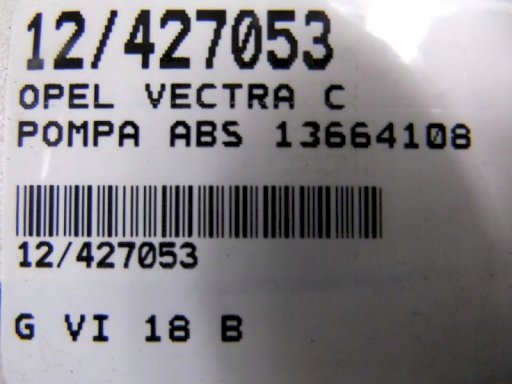 12/427053
OPEL VECTRA C
POMPA ABS 13664108
12/427053
G VI 18 B